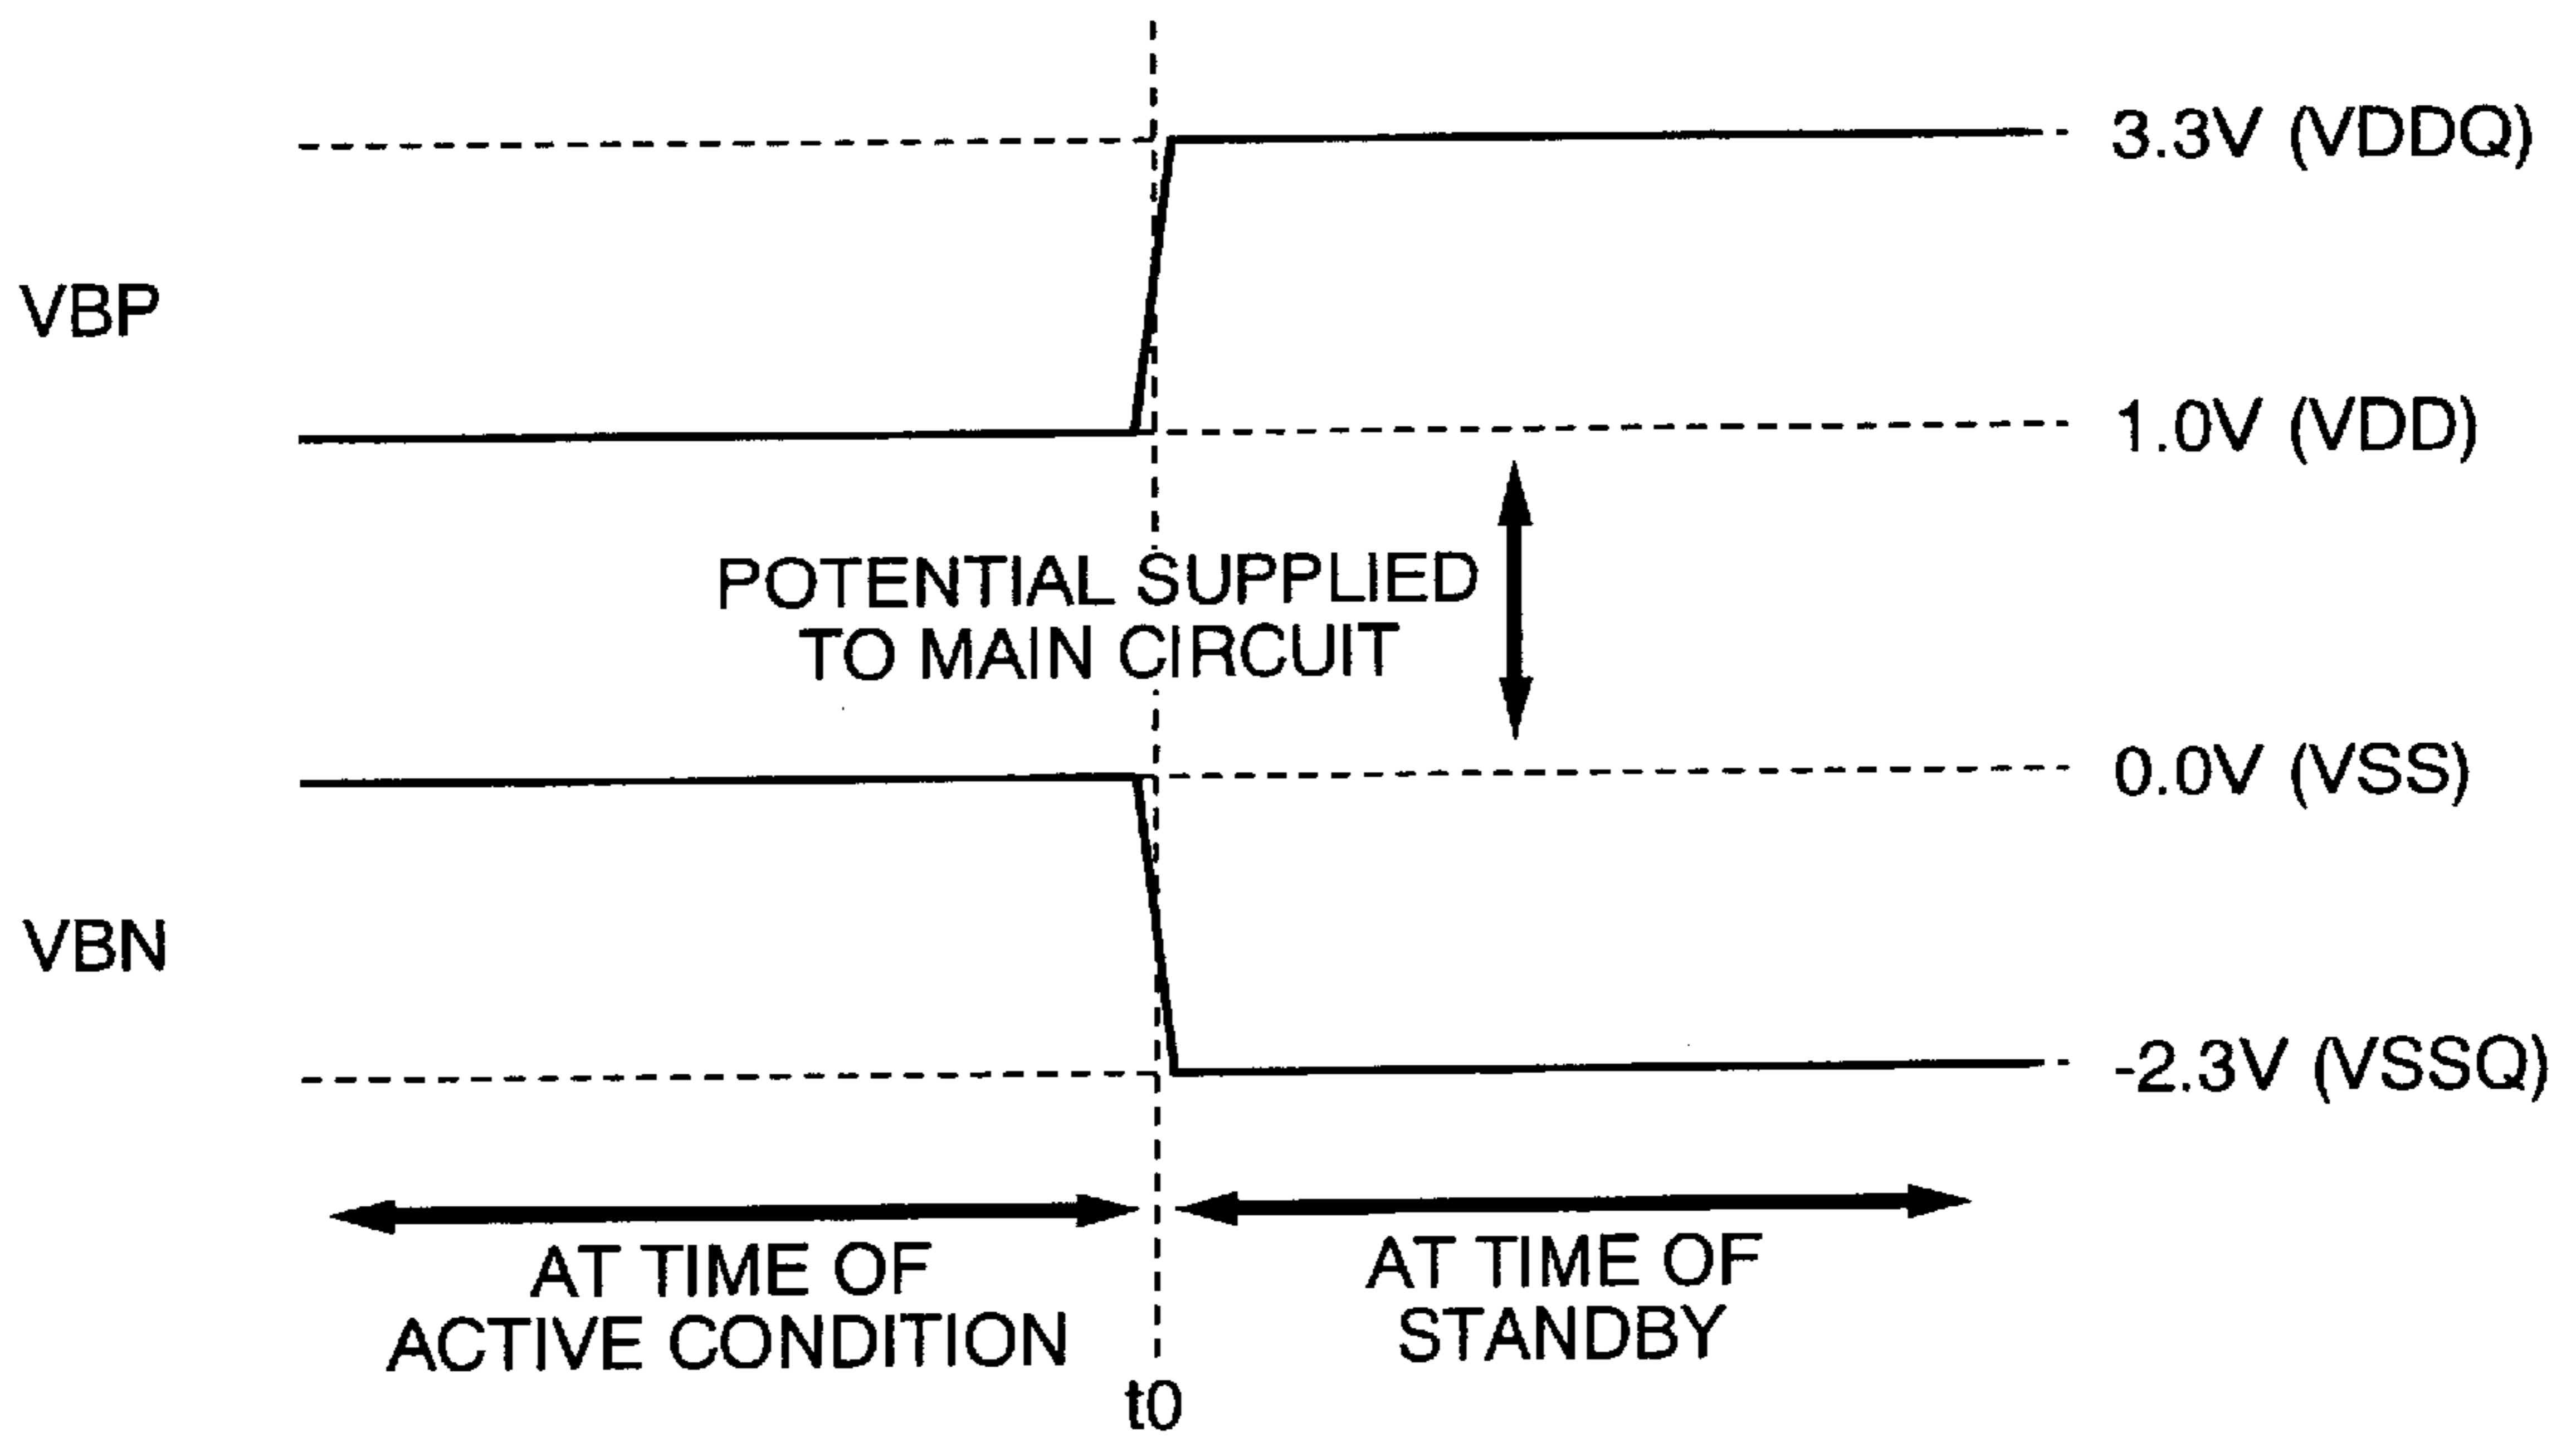 3.3V (VDDQ)
VBP
1.0V (VDD)
POTENTIAL SUPPLIED
TO MAIN CIRCUIT
0.0V (VSS)
VBN
-2.3V (VSSQ)
AT TIME OF
ACTIVE CONDITION
AT TIME OF
STANDBY
t0